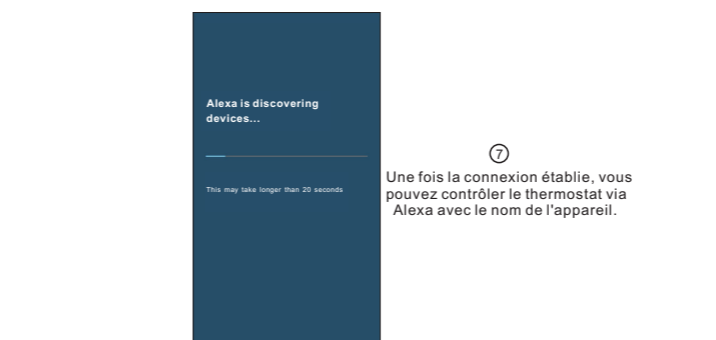 Alexa is discovering
devices...
This may take longer than 20 seconds
⑦
Une fois la connexion établie, vous
pouvez contrôler le thermostat via
Alexa avec le nom de l'appareil.